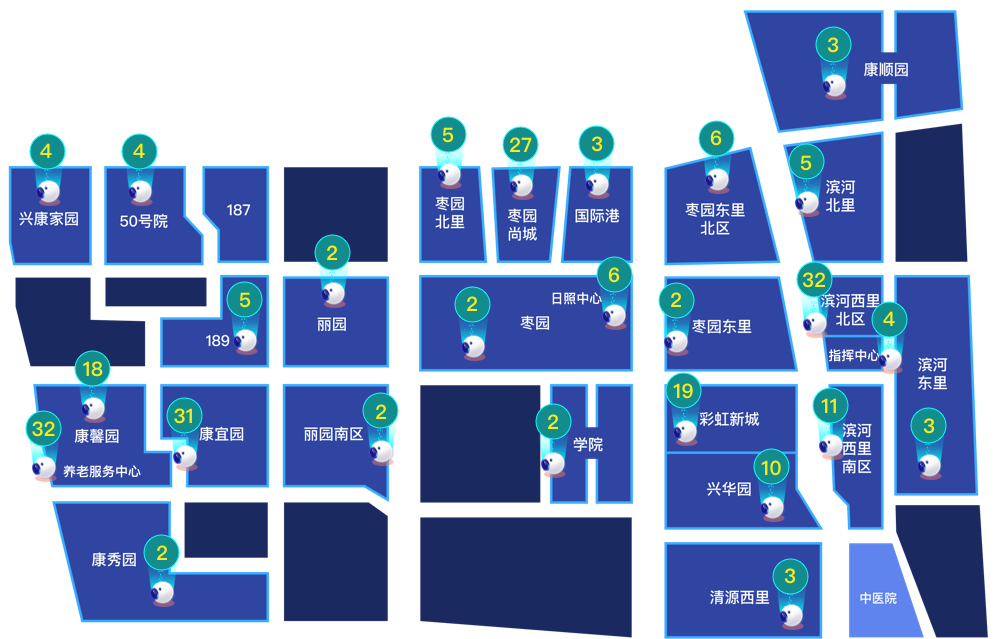 3
康顺园
4
兴康家园
4
50号院
187
5
枣园
北里
27
枣园
尚城
3
国际港
6
枣园东里
北区
5
滨河
北里
5
189
2
丽园
2
枣园
6
日照中心
2
枣园东里
32
滨河西里
北区
4
指挥中心
滨河
东里
3
18
康馨园
32
养老服务中心
31
康宜园
2
丽园南区
2
学院
19
彩虹新城
10
兴华园
11
滨河
西里
南区
2
康秀园
3
清源西里
中医院